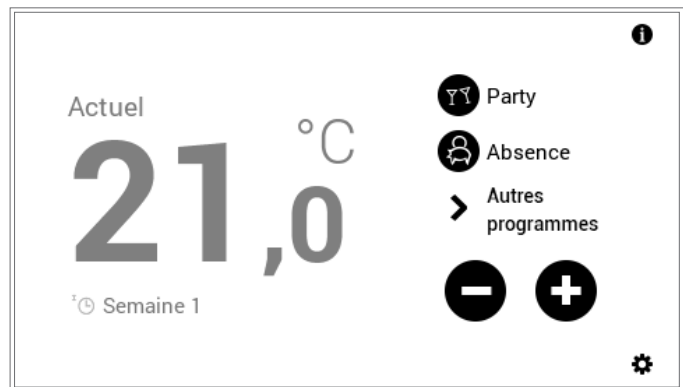 Actuel
21,0 °C
Semaine 1
Party
Absence
Autres
programmes